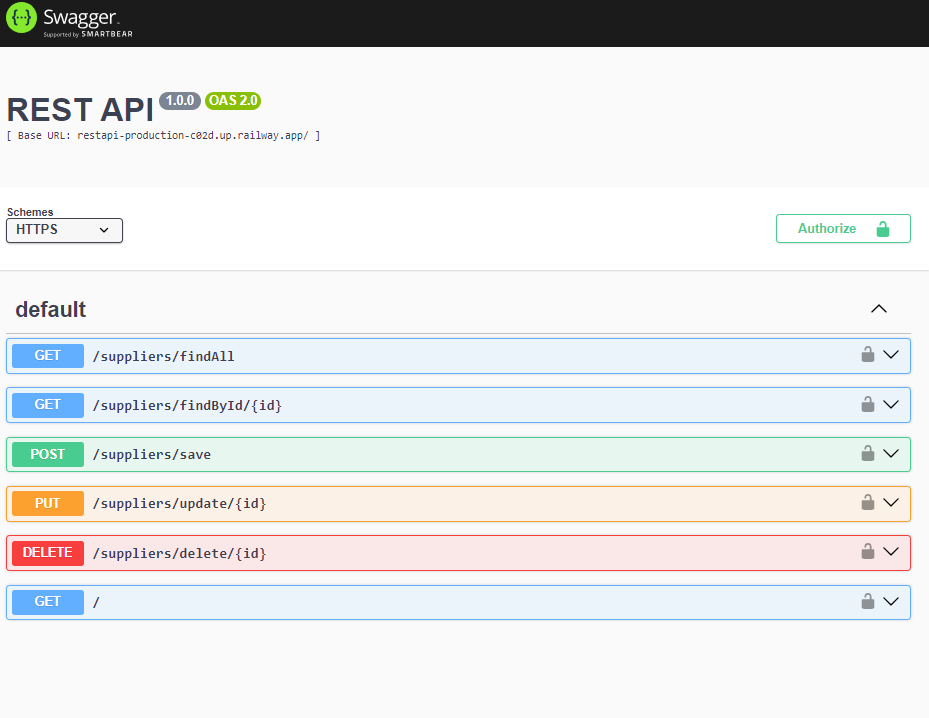 {···} Swagger.
Supported by SMARTBEAR
REST API 1.0.0 OAS 2.0
[ Base URL: restapi-production-c02d.up.railway.app/ ]
Schemes
HTTPS
Authorize
default
GET /suppliers/findAll
GET /suppliers/findById/{id}
POST /suppliers/save
PUT /suppliers/update/{id}
DELETE /suppliers/delete/{id}
GET /